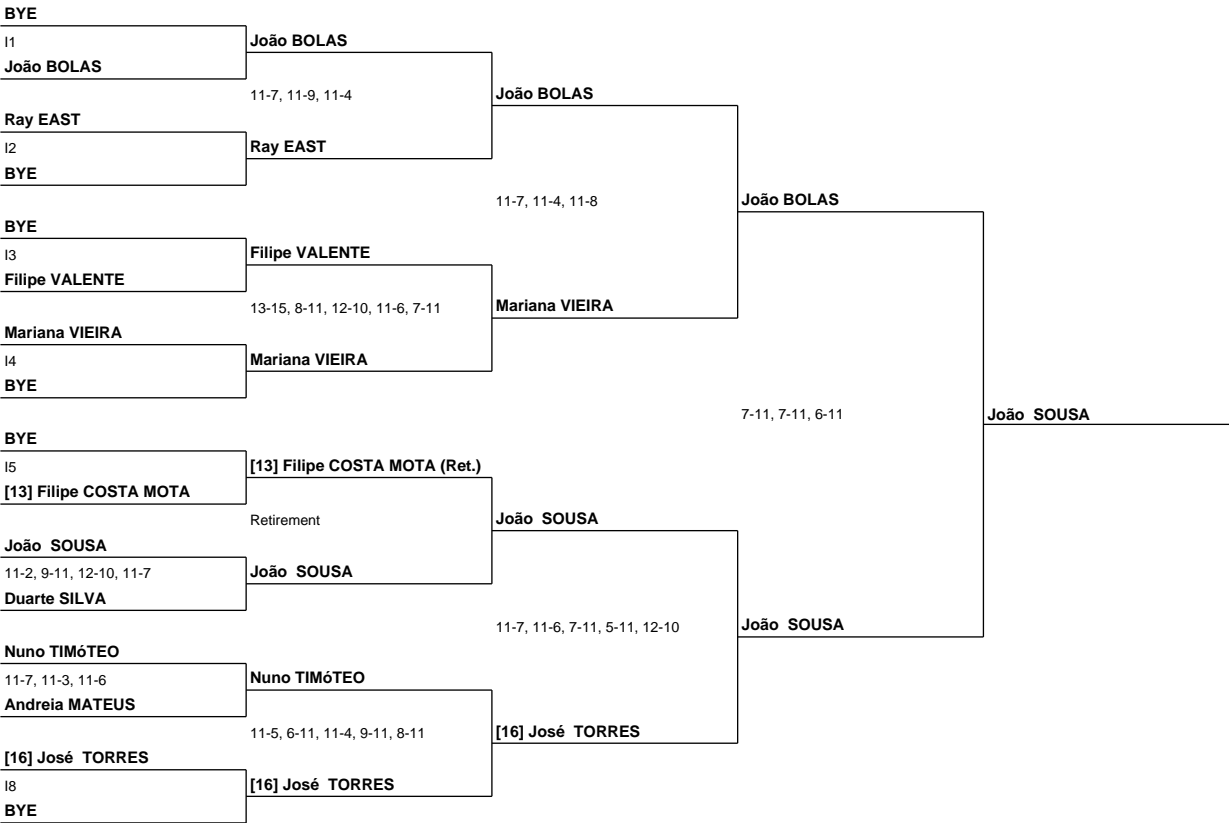 BYE
I1
João BOLAS
João BOLAS
11-7, 11-9, 11-4
João BOLAS
Ray EAST
I2
Ray EAST
BYE
11-7, 11-4, 11-8
João BOLAS
BYE
I3
Filipe VALENTE
Filipe VALENTE
13-15, 8-11, 12-10, 11-6, 7-11
Mariana VIEIRA
Mariana VIEIRA
I4
Mariana VIEIRA
BYE
7-11, 7-11, 6-11
João  SOUSA
BYE
I5
[13] Filipe COSTA MOTA (Ret.)
[13] Filipe COSTA MOTA
Retirement
João  SOUSA
João  SOUSA
11-2, 9-11, 12-10, 11-7
João  SOUSA
Duarte SILVA
11-7, 11-6, 7-11, 5-11, 12-10
João  SOUSA
Nuno TIMóTEO
11-7, 11-3, 11-6
Nuno TIMóTEO
Andreia MATEUS
11-5, 6-11, 11-4, 9-11, 8-11
[16] José  TORRES
[16] José  TORRES
I8
[16] José  TORRES
BYE